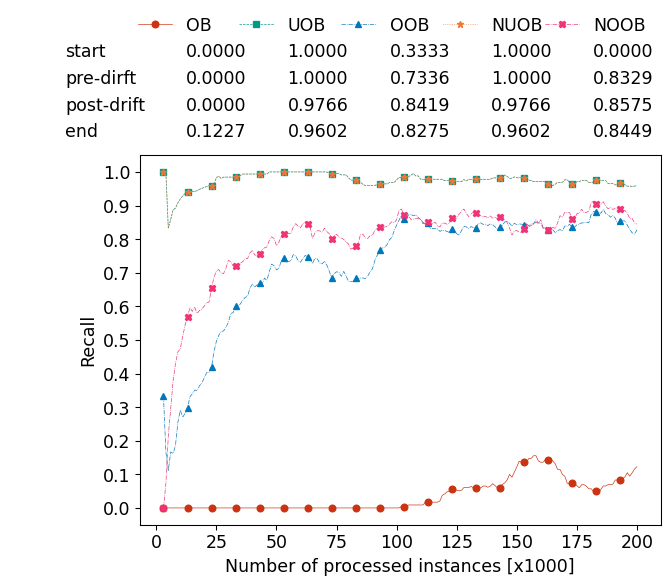 OB UOB OOB NUOB NOOB
start 0.0000 1.0000 0.3333 1.0000 0.0000
pre-dirft 0.0000 1.0000 0.7336 1.0000 0.8329
post-drift 0.0000 0.9766 0.8419 0.9766 0.8575
end 0.1227 0.9602 0.8275 0.9602 0.8449
1.0
0.9
0.8
0.7
0.6
0.5
0.4
0.3
0.2
0.1
0.0
Recall
0 25 50 75 100 125 150 175 200
Number of processed instances [x1000]